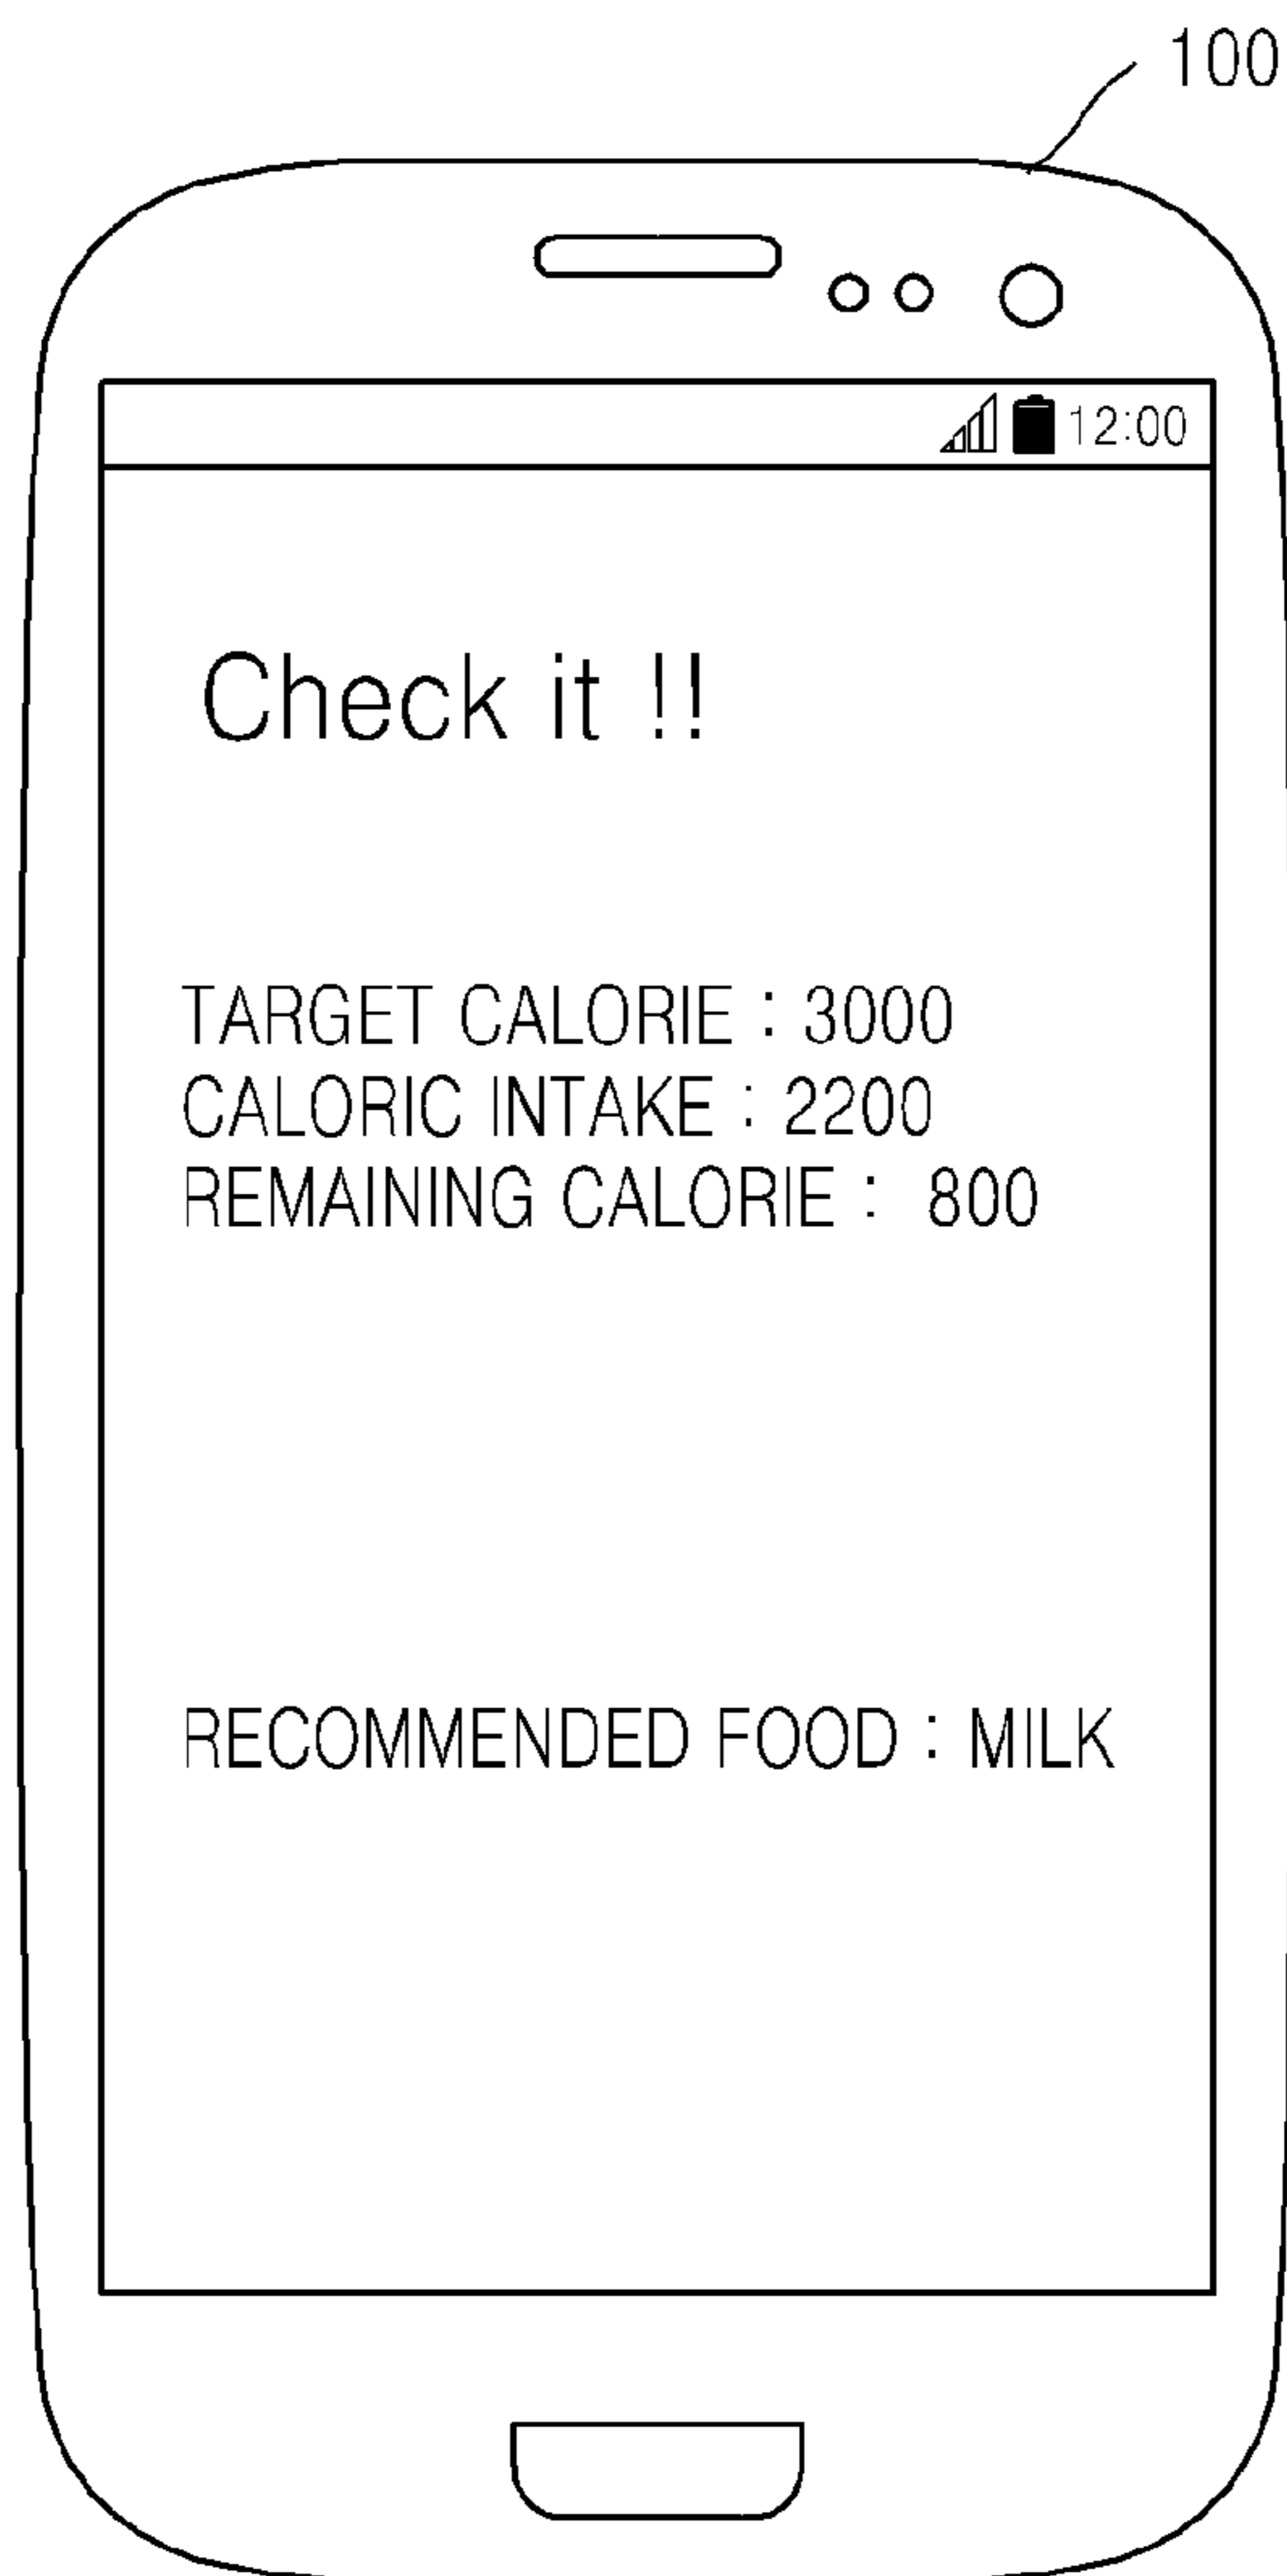 100
12:00
Check it !!
TARGET CALORIE : 3000
CALORIC INTAKE : 2200
REMAINING CALORIE : 800
RECOMMENDED FOOD : MILK